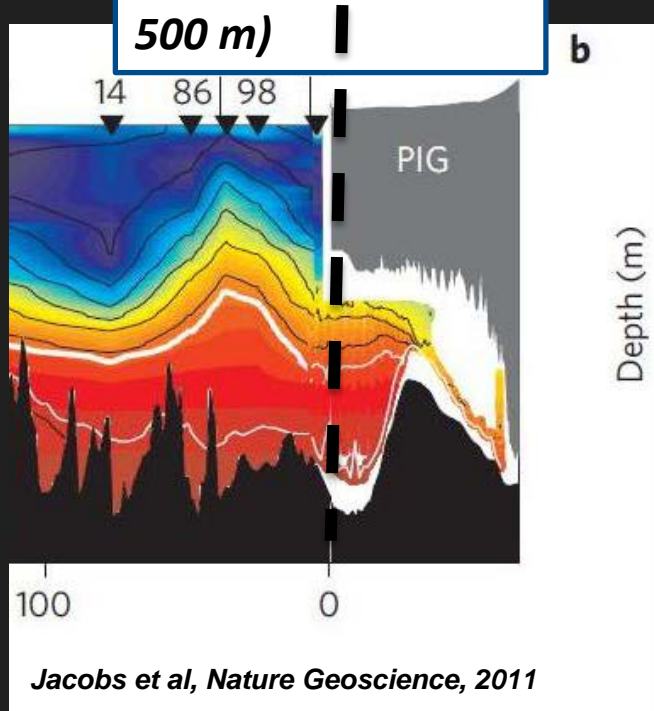 500 m)
b
14 86 98
PIG
Depth (m)
100 0
Jacobs et al, Nature Geoscience, 2011